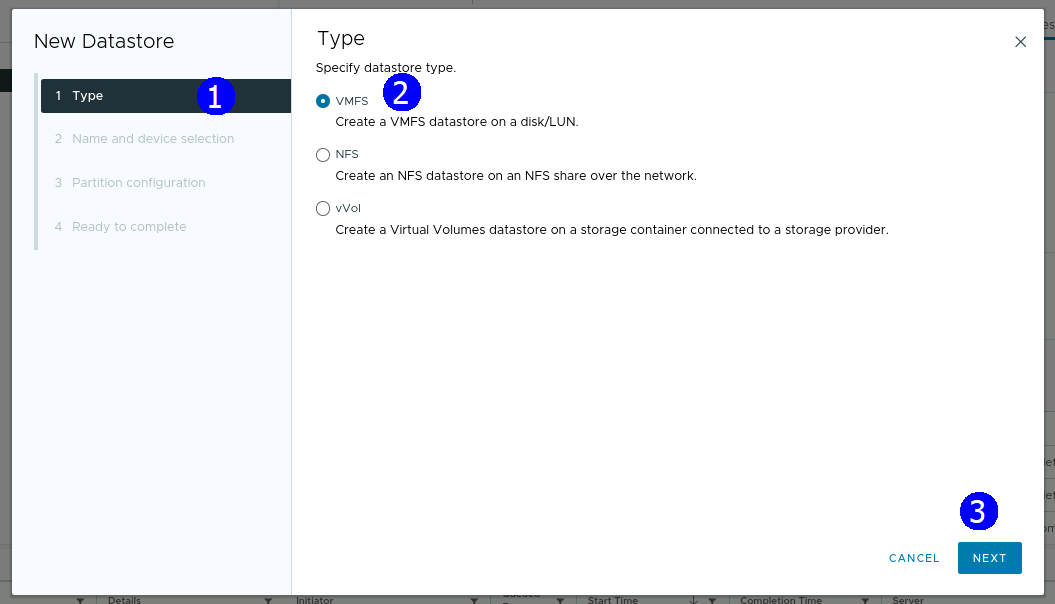 New Datastore
1 Type
1
2 Name and device selection
3 Partition configuration
4 Ready to complete
Type
Specify datastore type.
2
VMFS
Create a VMFS datastore on a disk/LUN.
NFS
Create an NFS datastore on an NFS share over the network.
vVol
Create a Virtual Volumes datastore on a storage container connected to a storage provider.
3
CANCEL
NEXT
Details
Initiator
Start Time
Completion Time
Server